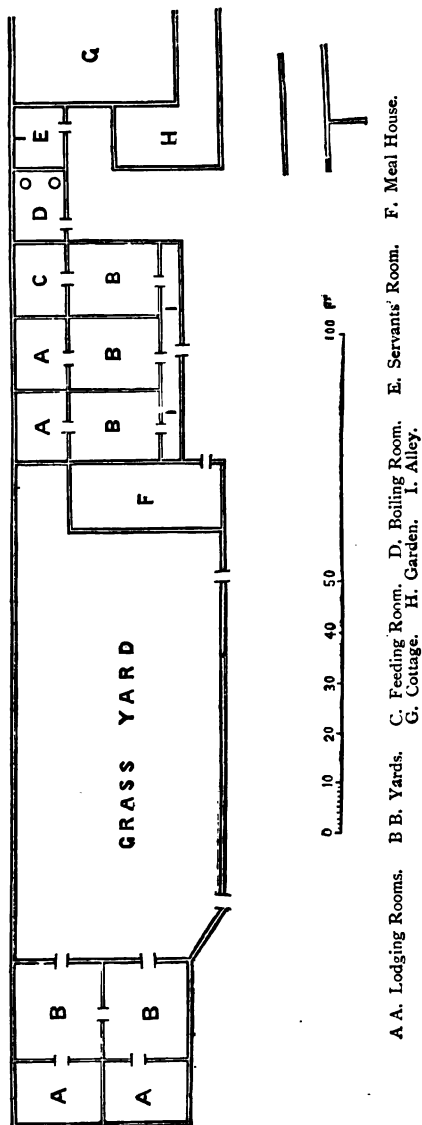 A B A A C D E
G
GRASS YARD B B B
A B F H
I I
0 10 20 30 40 50 100 ft
A A. Lodging Rooms. B B. Yards. C. Feeding Room. D. Boiling Room. E. Servants' Room. F. Meal House.
G. Cottage. H. Garden. I. Alley.